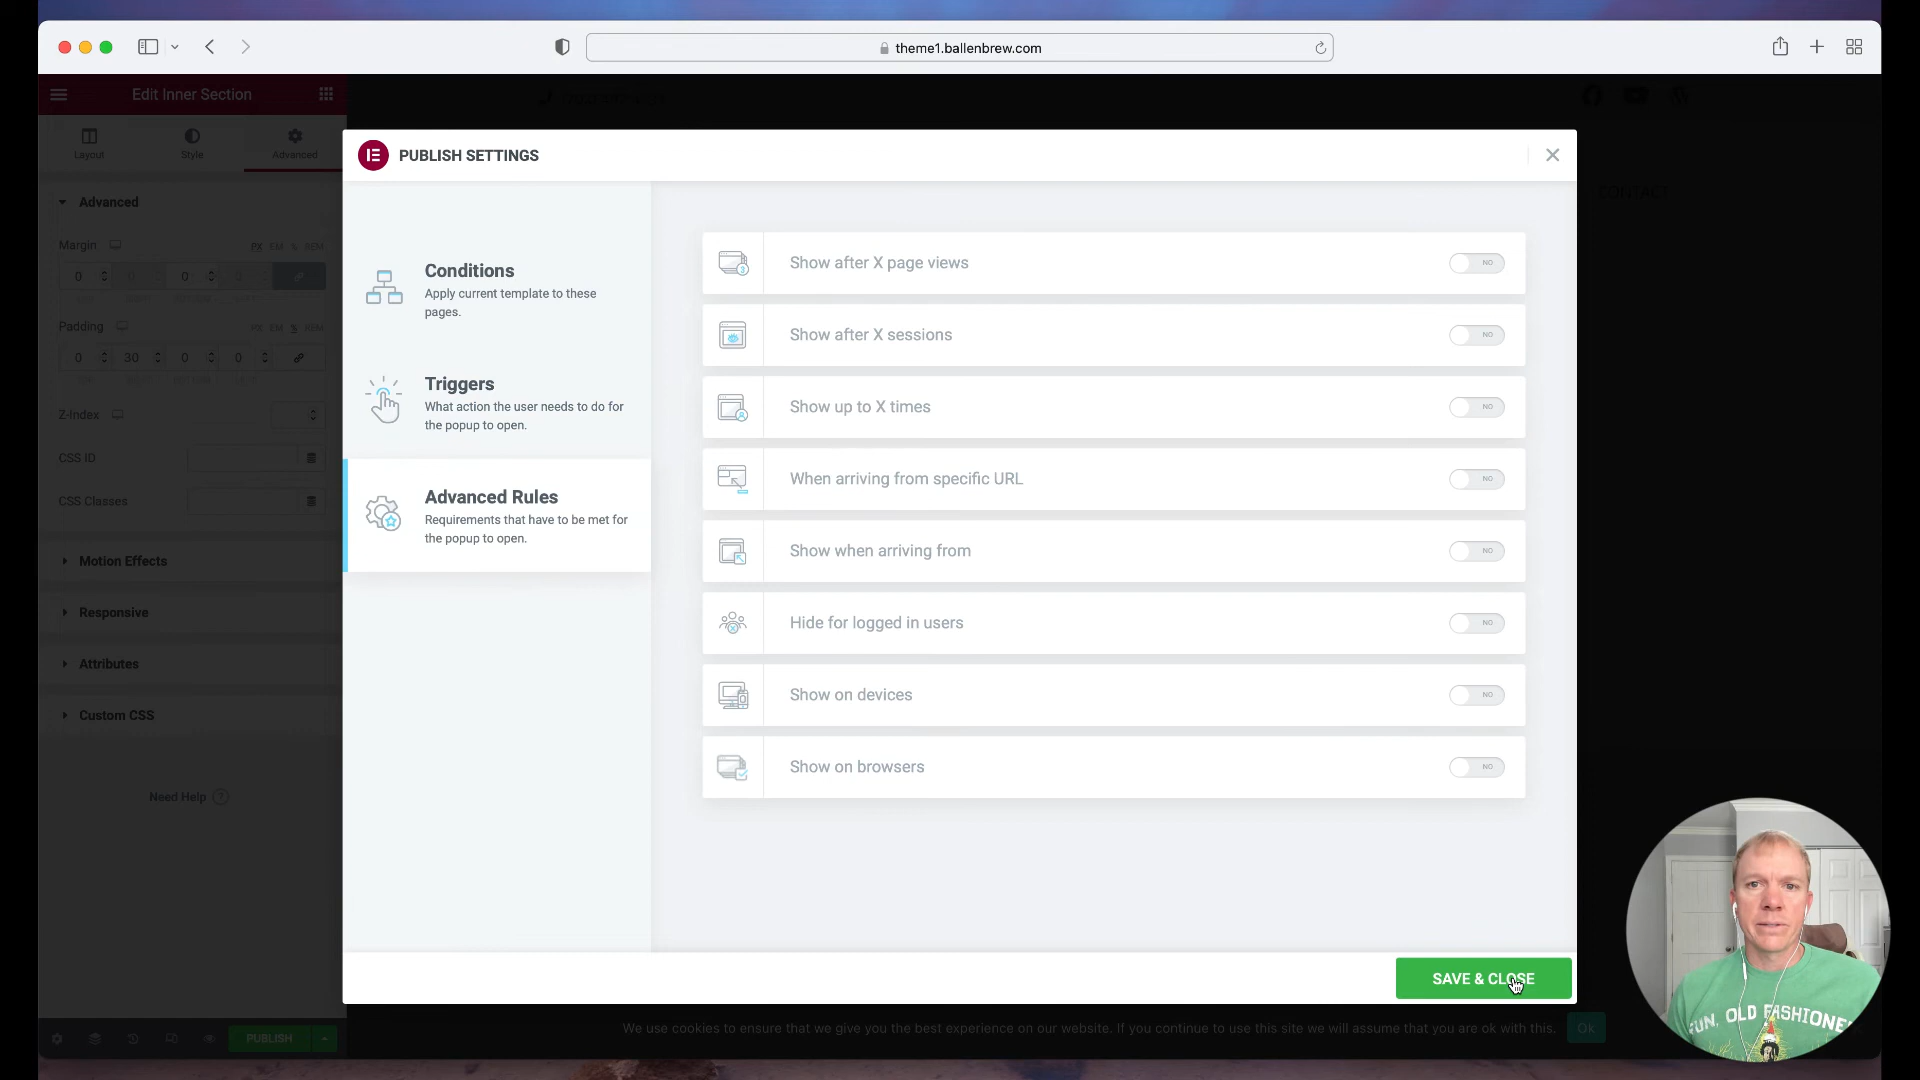 theme1.ballenbrew.com
Edit Inner Section
Layout
Style
Advanced
PUBLISH SETTINGS
Advanced
CONTACT
Margin
PX EM % REM
0 0 0 0
Conditions
Apply current template to these
pages.
Show after X page views
NO
Padding
PX EM % REM
0 30 0 0
Show after X sessions
NO
Triggers
What action the user needs to do for
the popup to open.
Show up to X times
NO
Z-Index
CSS ID
CSS Classes
When arriving from specific URL
NO
Advanced Rules
Requirements that have to be met for
the popup to open.
Show when arriving from
NO
Motion Effects
Responsive
Hide for logged in users
NO
Attributes
Show on devices
NO
Custom CSS
Show on browsers
NO
Need Help ?
SAVE & CLOSE
FUN, OLD FASHIONE
PUBLISH
We use cookies to ensure that we give you the best experience on our website. If you continue to use this site we will assume that you are ok with this.
Ok